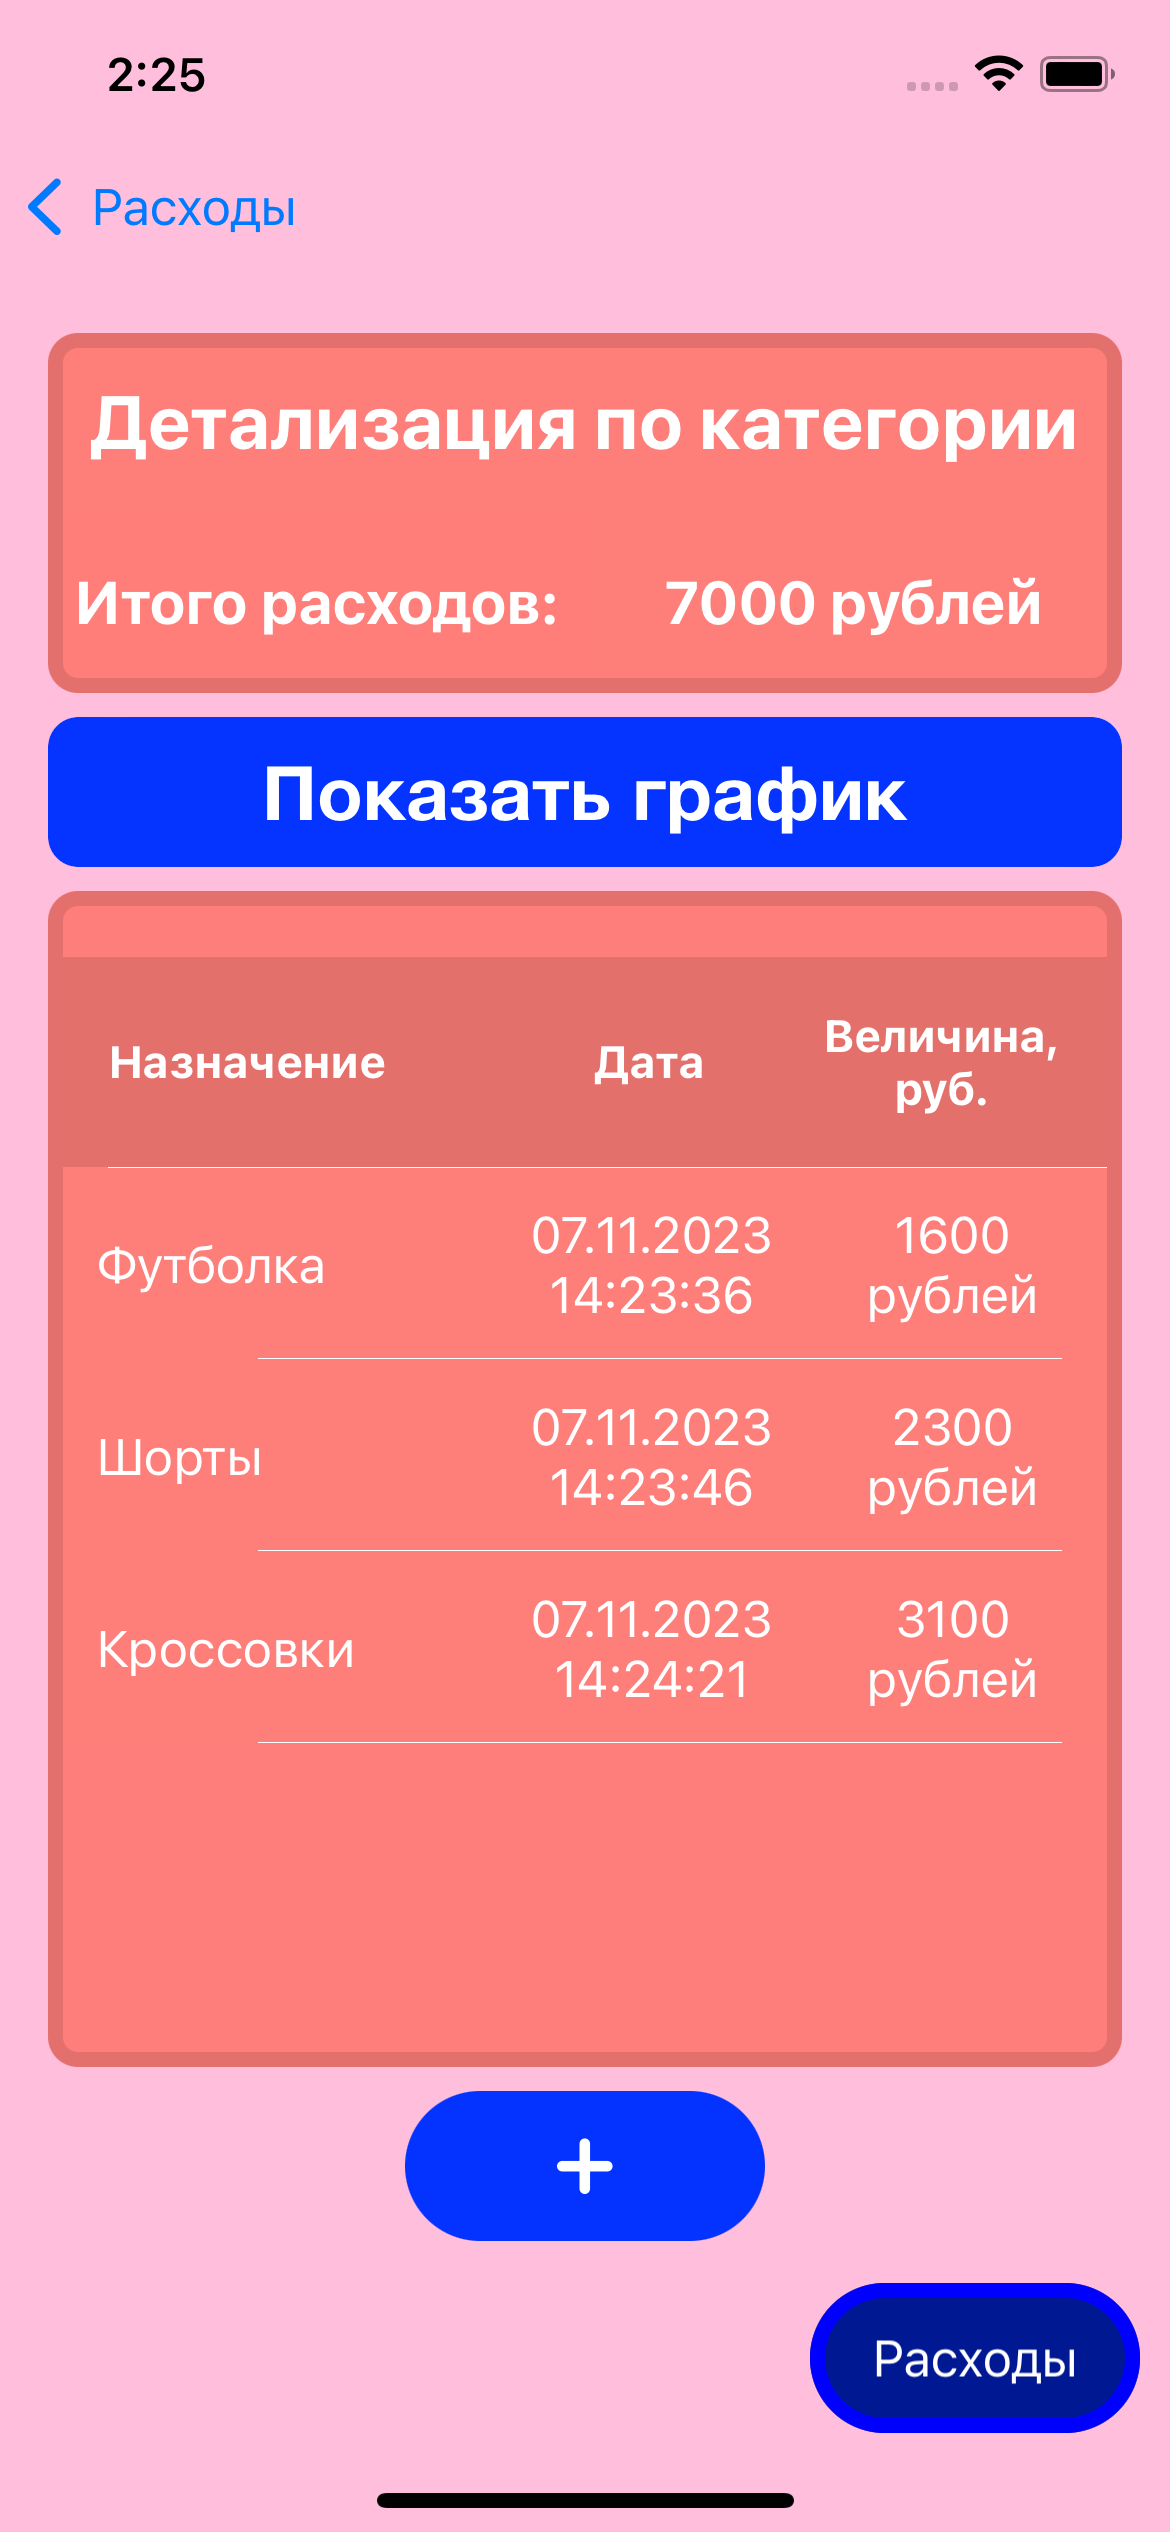 2:25
Расходы
Детализация по категории
Итого расходов: 7000 рублей
Показать график
Назначение Дата Величина, руб.
Футболка 07.11.2023 14:23:36 1600 рублей
Шорты 07.11.2023 14:23:46 2300 рублей
Кроссовки 07.11.2023 14:24:21 3100 рублей
+
Расходы